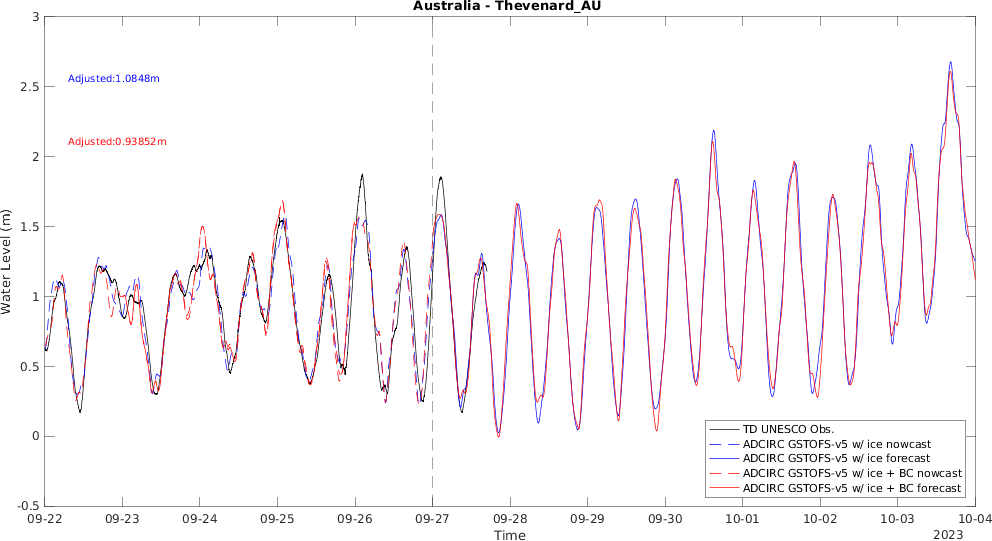 Australia - Thevenard_AU
3
2.5
2
1.5
1
0.5
0
-0.5
Water Level (m)
Adjusted:1.0848m
Adjusted:0.93852m
TD UNESCO Obs.
ADCIRC GSTOFS-v5 w/ ice nowcast
ADCIRC GSTOFS-v5 w/ ice forecast
ADCIRC GSTOFS-v5 w/ ice + BC nowcast
ADCIRC GSTOFS-v5 w/ ice + BC forecast
09-22 09-23 09-24 09-25 09-26 09-27 09-28 09-29 09-30 10-01 10-02 10-03 10-04
Time
2023